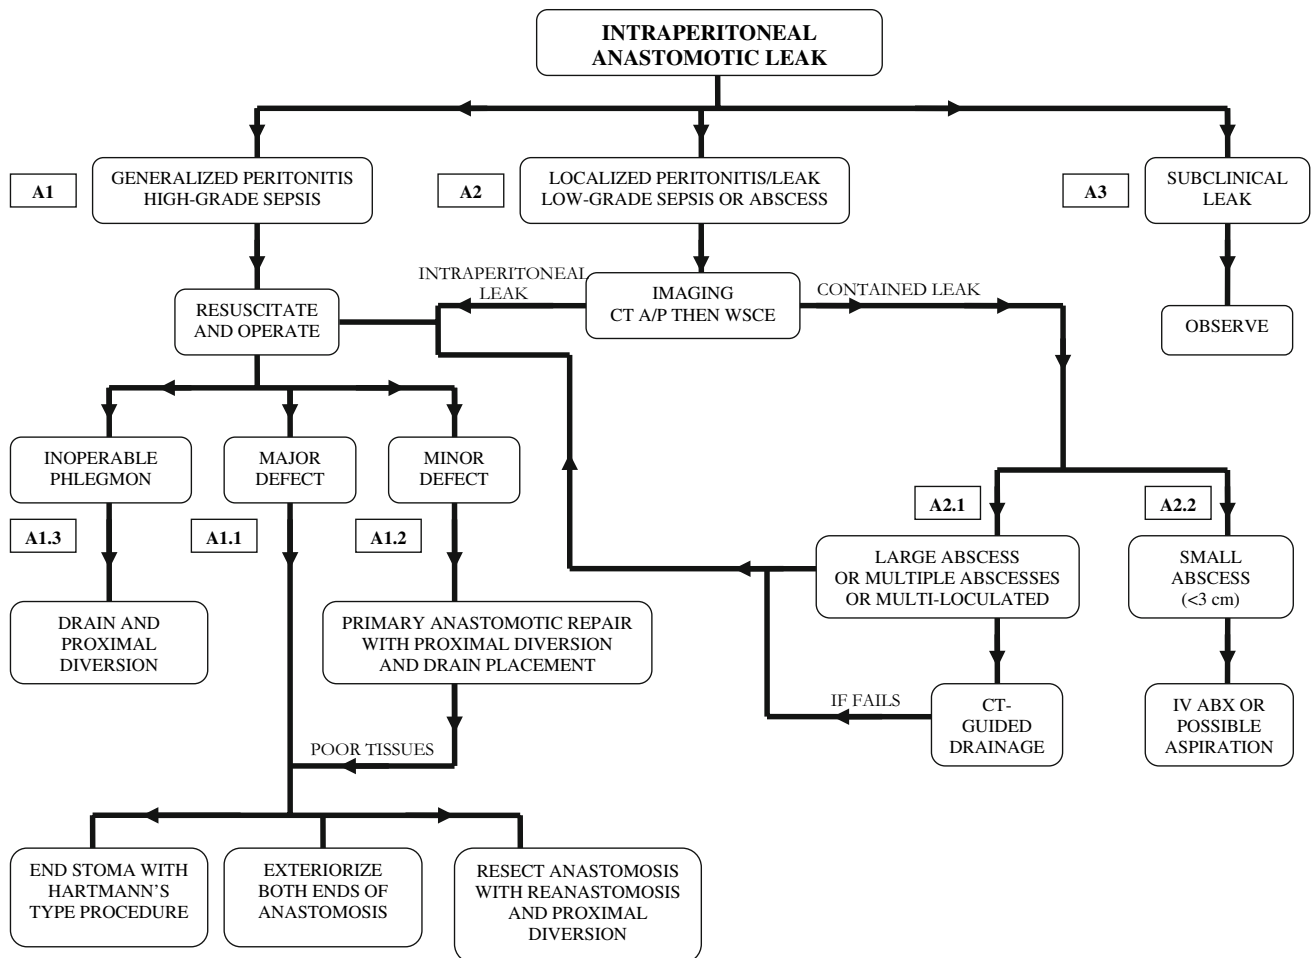 INTRAPERITONEAL
ANASTOMOTIC LEAK
A1
GENERALIZED PERITONITIS
HIGH-GRADE SEPSIS
A2
LOCALIZED PERITONITIS/LEAK
LOW-GRADE SEPSIS OR ABSCESS
A3
SUBCLINICAL
LEAK
RESUSCITATE
AND OPERATE
INTRAPERITONEAL
LEAK
IMAGING
CT A/P THEN WSCE
CONTAINED LEAK
OBSERVE
INOPERABLE
PHLEGMON
MAJOR
DEFECT
MINOR
DEFECT
A1.3
A1.1
A1.2
A2.1
A2.2
LARGE ABSCESS
OR MULTIPLE ABSCESSES
OR MULTI-LOCULATED
SMALL
ABSCESS
(<3 cm)
DRAIN AND
PROXIMAL
DIVERSION
PRIMARY ANASTOMOTIC REPAIR
WITH PROXIMAL DIVERSION
AND DRAIN PLACEMENT
IF FAILS
CT-
GUIDED
DRAINAGE
IV ABX OR
POSSIBLE
ASPIRATION
POOR TISSUES
END STOMA WITH
HARTMANN'S
TYPE PROCEDURE
EXTERIORIZE
BOTH ENDS OF
ANASTOMOSIS
RESECT ANASTOMOSIS
WITH REANASTOMOSIS
AND PROXIMAL
DIVERSION